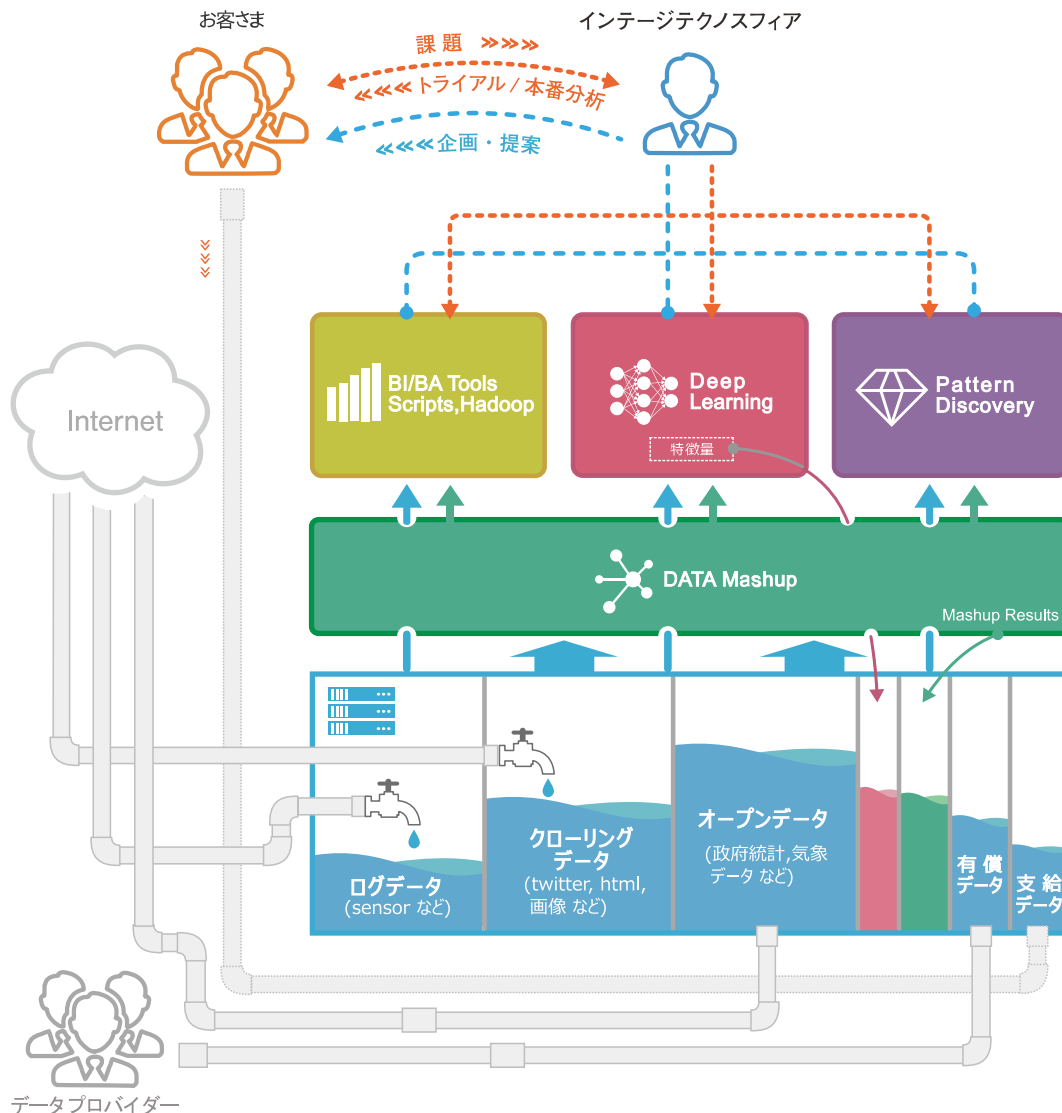 お客さま
インテージテクノスフィア
課題 >>>>
<<<< トライアル / 本番分析
<<<< 企画・提案
Internet
BI/BA Tools
Scripts,Hadoop
Deep
Learning
特徴量
Pattern
Discovery
DATA Mashup
Mashup Results
ログデータ
(sensor など)
クローリング
データ
(twitter, html,
画像 など)
オープンデータ
(政府統計,気象
データ など)
有償
データ
支給
データ
データプロバイダー